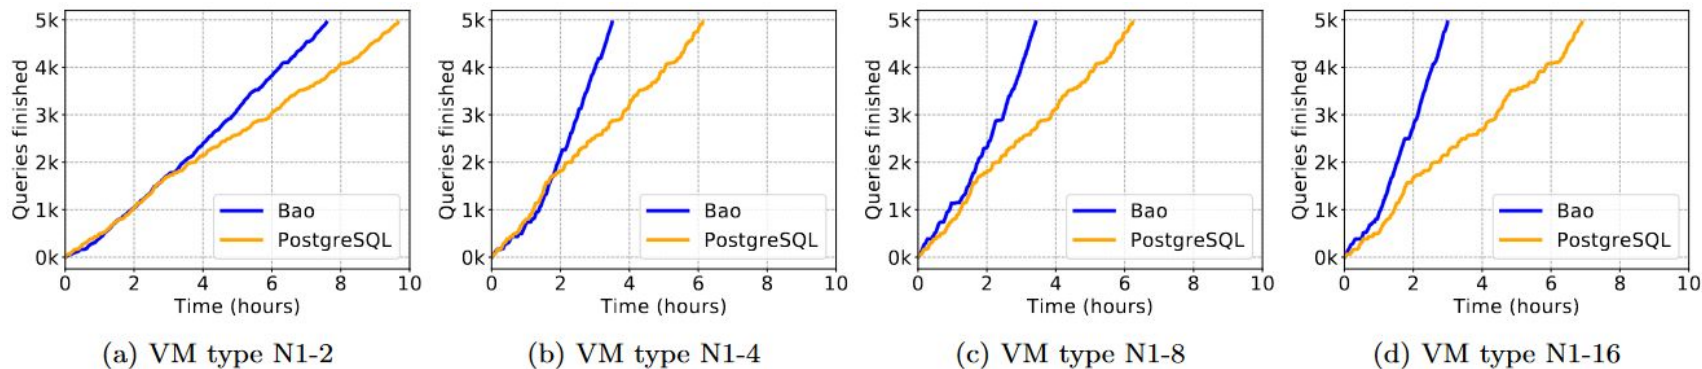 5k
4k
3k
2k
1k
0k
Queries finished
Bao
PostgreSQL
0 2 4 6 8 10
Time (hours)
(a) VM type N1-2
5k
4k
3k
2k
1k
0k
Queries finished
Bao
PostgreSQL
0 2 4 6 8 10
Time (hours)
(b) VM type N1-4
5k
4k
3k
2k
1k
0k
Queries finished
Bao
PostgreSQL
0 2 4 6 8 10
Time (hours)
(c) VM type N1-8
5k
4k
3k
2k
1k
0k
Queries finished
Bao
PostgreSQL
0 2 4 6 8 10
Time (hours)
(d) VM type N1-16